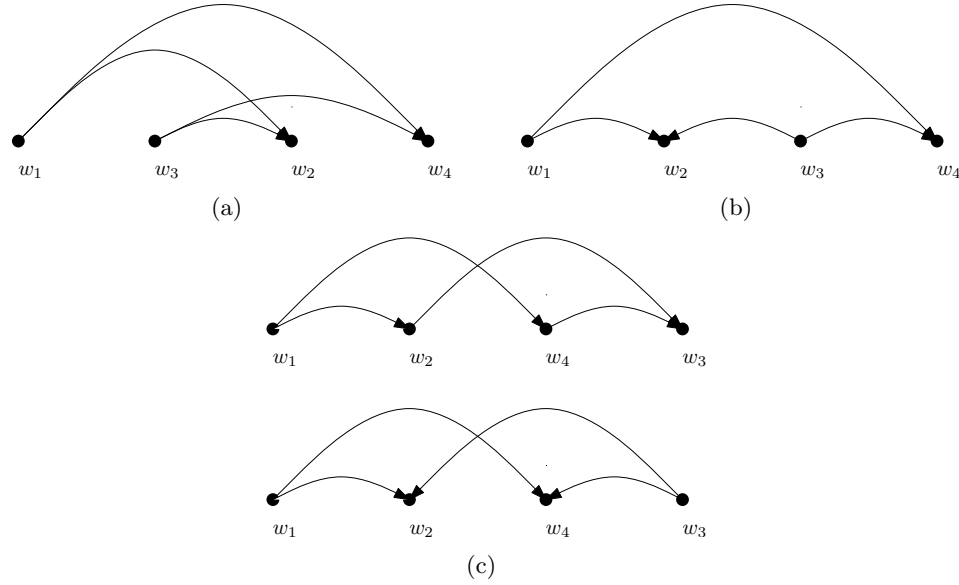 w₁ w₃ w₂ w₄ w₁ w₂ w₃ w₄
(a) (b)
w₁ w₂ w₄ w₃
w₁ w₂ w₄ w₃
(c)